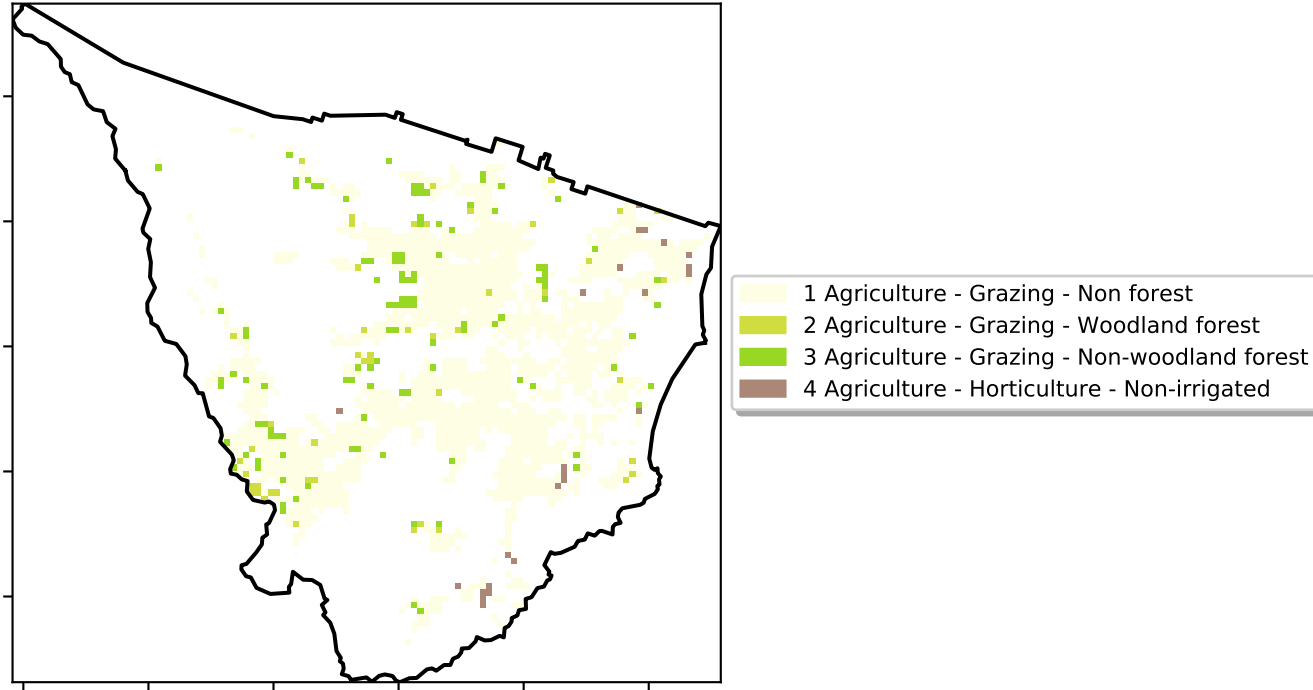 1 Agriculture - Grazing - Non forest
2 Agriculture - Grazing - Woodland forest
3 Agriculture - Grazing - Non-woodland forest
4 Agriculture - Horticulture - Non-irrigated